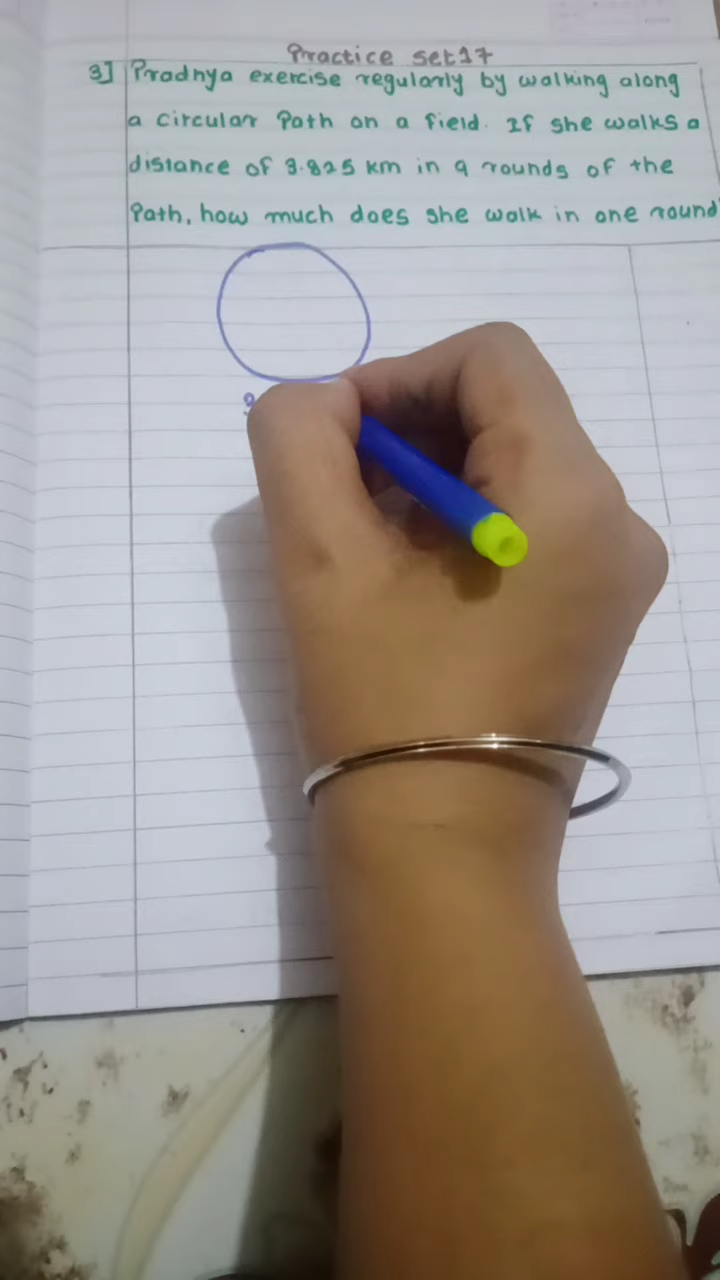 Practice set 17
3] Pradnya exercise regularly by walking along
a circular Path on a field. If she walks a
distance of 3.825 km in 9 rounds of the
Path, how much does she walk in one round